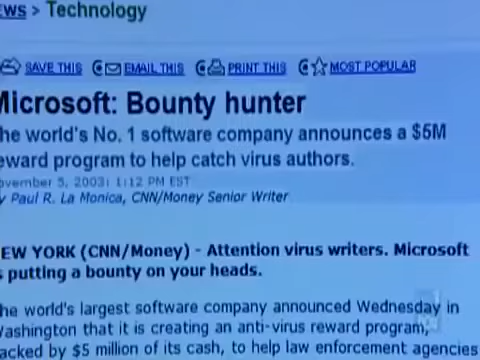 EWS > Technology
SAVE THIS EMAIL THIS PRINT THIS MOST POPULAR
Microsoft: Bounty hunter
he world's No. 1 software company announces a $5M
eward program to help catch virus authors.
ovember 5, 2003: 1:12 PM EST
y Paul R. La Monica, CNN/Money Senior Writer
EW YORK (CNN/Money) - Attention virus writers. Microsoft
s putting a bounty on your heads.
he world's largest software company announced Wednesday in
Washington that it is creating an anti-virus reward program,
acked by $5 million of its cash, to help law enforcement agencies